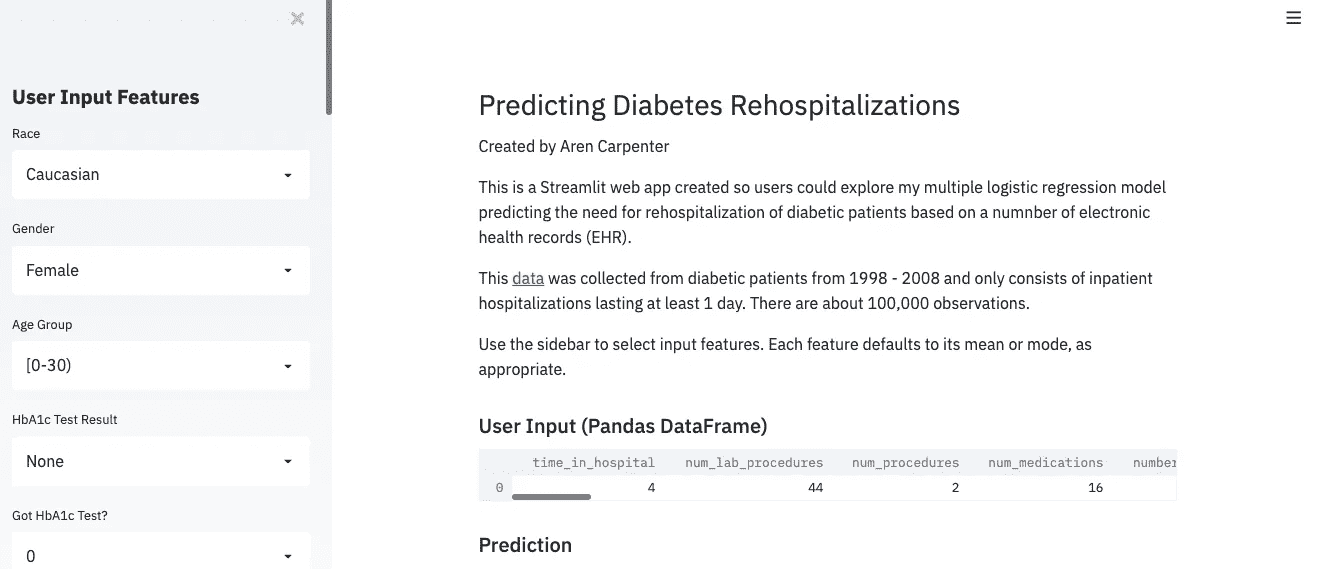 User Input Features
Race
Caucasian
Gender
Female
Age Group
[0-30)
HbA1c Test Result
None
Got HbA1c Test?
0
Predicting Diabetes Rehospitalizations
Created by Aren Carpenter
This is a Streamlit web app created so users could explore my multiple logistic regression model
predicting the need for rehospitalization of diabetic patients based on a numnber of electronic
health records (EHR).
This data was collected from diabetic patients from 1998 - 2008 and only consists of inpatient
hospitalizations lasting at least 1 day. There are about 100,000 observations.
Use the sidebar to select input features. Each feature defaults to its mean or mode, as
appropriate.
User Input (Pandas DataFrame)
time_in_hospital num_lab_procedures num_procedures num_medications number
0 4 44 2 16
Prediction